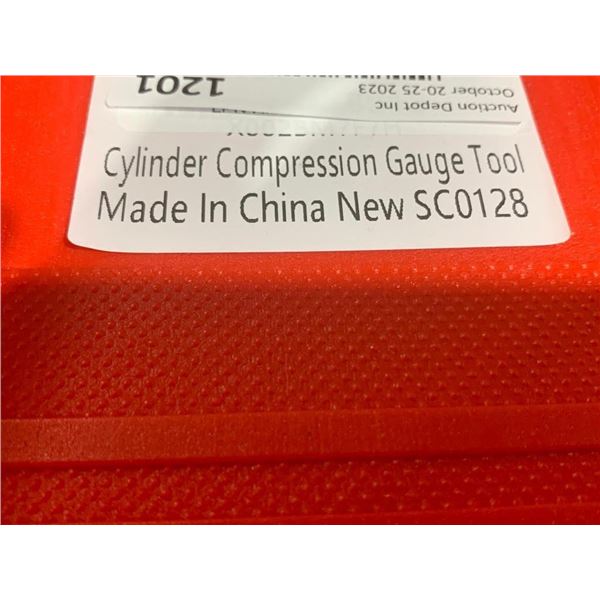 1201
October 20-25 2023
Auction Depot Inc
Cylinder Compression Gauge Tool
Made In China New SC0128